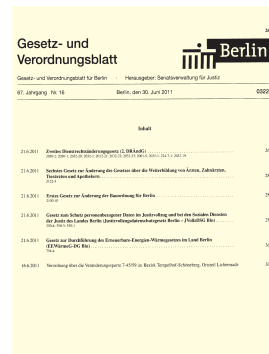 Gesetz- und
Verordnungsblatt
Berlin
Gesetz- und Verordnungsblatt für Berlin · Herausgeber: Senatsverwaltung für Justiz
67. Jahrgang Nr. 16 Berlin, den 30. Juni 2011 0322
Inhalt
21.6.2011 Zweites Dienstrechtsänderungsgesetz (2. DRÄndG)
21.6.2011 Sechstes Gesetz zur Änderung des Gesetzes über die Weiterbildung von Ärzten, Zahnärzten,
Tierärzten und Apothekern
21.6.2011 Erstes Gesetz zur Änderung der Bauordnung für Berlin
21.6.2011 Gesetz zum Schutz personenbezogener Daten im Justizvollzug und bei den Sozialen Diensten
der Justiz des Landes Berlin (Justizvollzugsdatenschutzgesetz Berlin – JVollzDSG Bln)
21.6.2011 Gesetz zur Durchführung des Erneuerbare-Energien-Wärmegesetzes im Land Berlin
(EEWärmeG-DG Bln)
16.6.2011 Verordnung über die Veränderungssperre 7-45/59 im Bezirk Tempelhof-Schöneberg, Ortsteil Lichtenrade